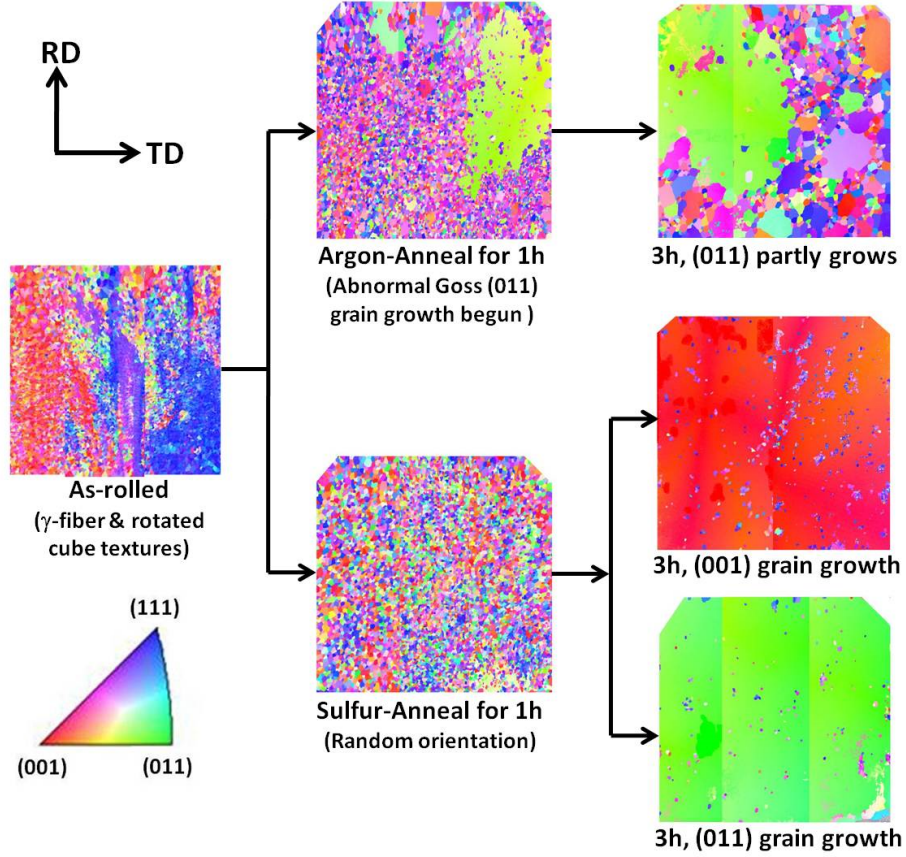 RD
TD
Argon-Anneal for 1h
(Abnormal Goss (011)
grain growth begun )
3h, (011) partly grows
As-rolled
(γ-fiber & rotated
cube textures)
3h, (001) grain growth
(111)
(001)
(011)
Sulfur-Anneal for 1h
(Random orientation)
3h, (011) grain growth